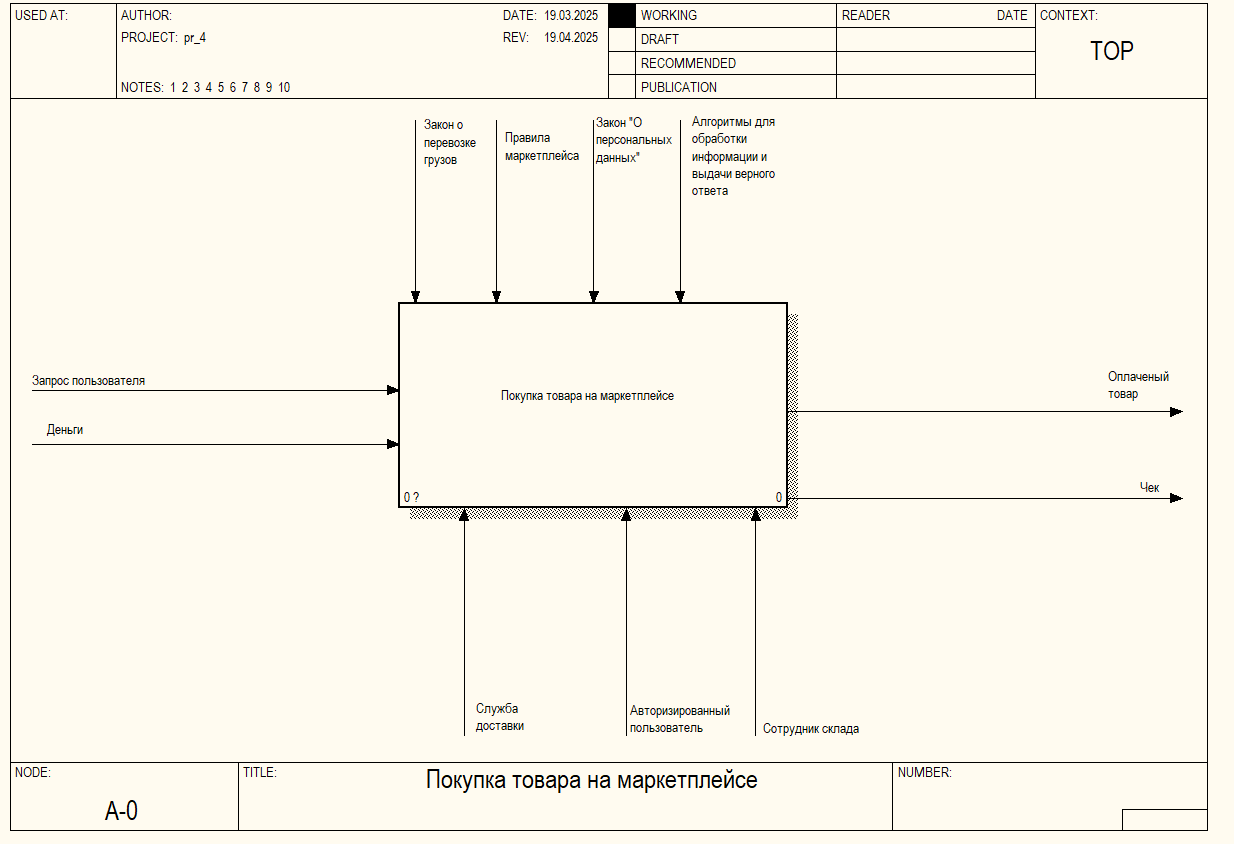 USED AT:
AUTHOR:
DATE: 19.03.2025
PROJECT: pr_4
REV: 19.04.2025
NOTES: 1 2 3 4 5 6 7 8 9 10
WORKING
DRAFT
RECOMMENDED
PUBLICATION
READER
DATE
CONTEXT:
TOP
Закон о
перевозке
грузов
Правила
маркетплейса
Закон "О
персональных
данных"
Алгоритмы для
обработки
информации и
выдачи верного
ответа
Запрос пользователя
Деньги
Покупка товара на маркетплейсе
0 ?
0
Оплаченый
товар
Чек
Служба
доставки
Авторизированный
пользователь
Сотрудник склада
NODE:
A-0
TITLE:
Покупка товара на маркетплейсе
NUMBER: